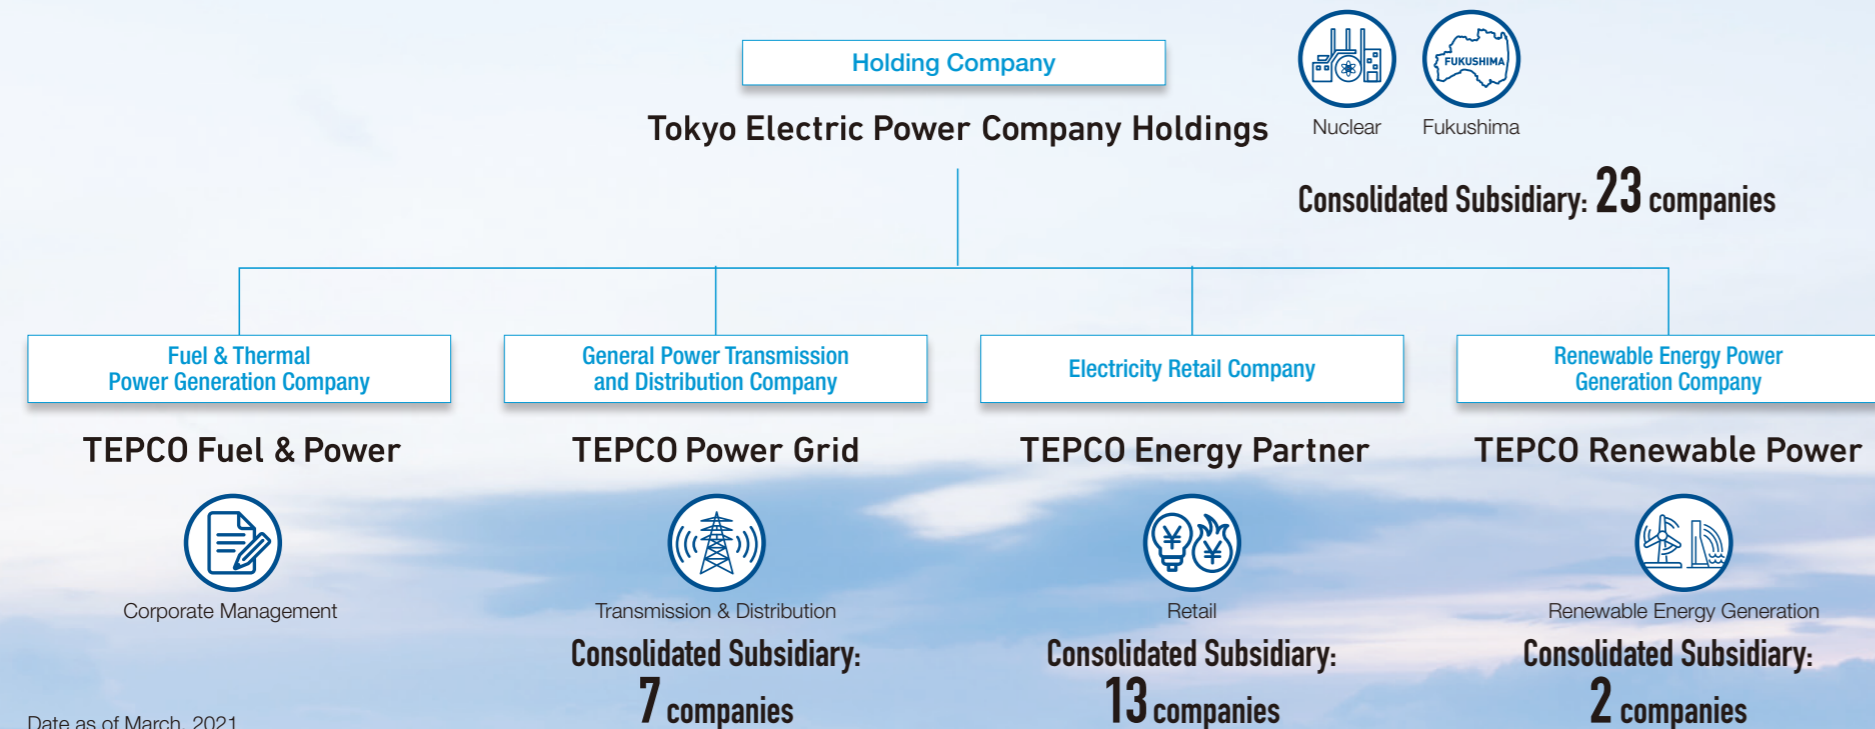 Holding Company
Tokyo Electric Power Company Holdings
FUKUSHIMA
Nuclear
Fukushima
Consolidated Subsidiary: 23 companies
Fuel & Thermal
Power Generation Company
TEPCO Fuel & Power
Corporate Management
General Power Transmission
and Distribution Company
TEPCO Power Grid
Transmission & Distribution
Consolidated Subsidiary:
7 companies
Electricity Retail Company
TEPCO Energy Partner
¥ ¥
Retail
Consolidated Subsidiary:
13 companies
Renewable Energy Power
Generation Company
TEPCO Renewable Power
Renewable Energy Generation
Consolidated Subsidiary:
2 companies
Date as of March, 2021